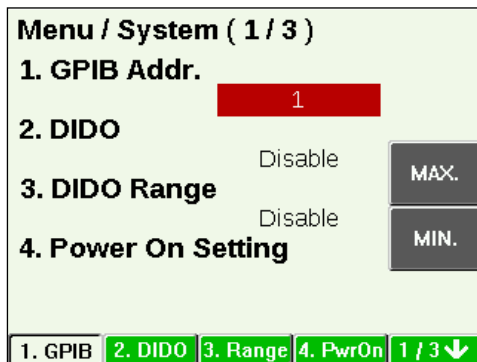 Menu / System ( 1 / 3 )
1. GPIB Addr.
1
2. DIDO
Disable
MAX.
3. DIDO Range
Disable
MIN.
4. Power On Setting
1. GPIB 2. DIDO 3. Range 4. PwrOn 1 / 3